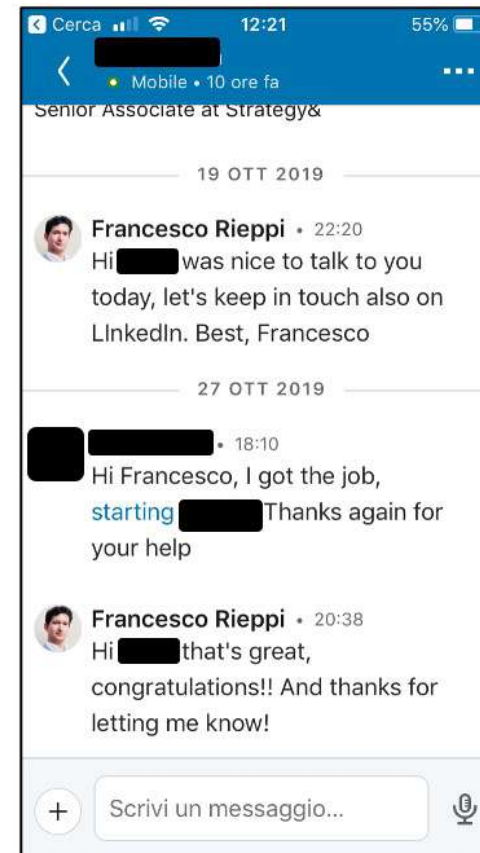 Cerca 12:21 55%
Mobile • 10 ore fa
Senior Associate at Strategy&
19 OTT 2019
Francesco Rieppi • 22:20
Hi was nice to talk to you
today, let's keep in touch also on
LInkedIn. Best, Francesco
27 OTT 2019
• 18:10
Hi Francesco, I got the job,
starting Thanks again for
your help
Francesco Rieppi • 20:38
Hi that's great,
congratulations!! And thanks for
letting me know!
Scrivi un messaggio...